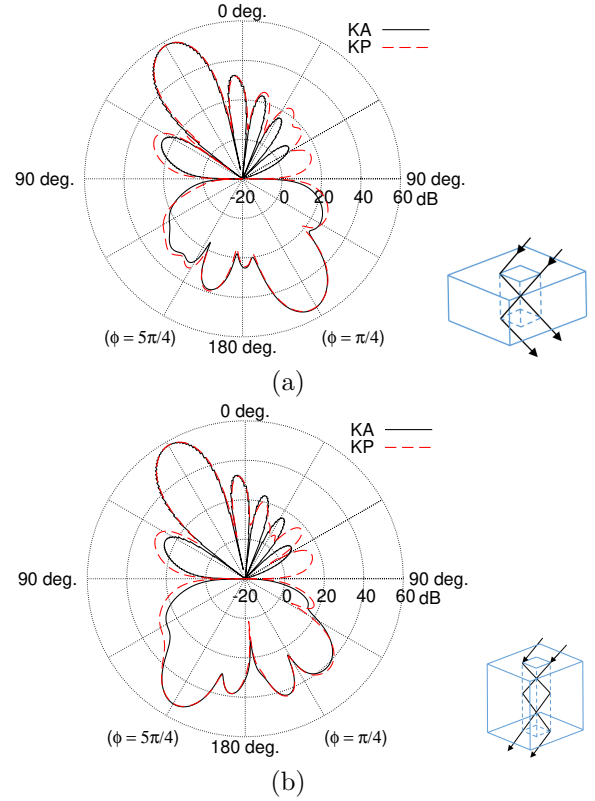 0 deg.
KA
KP
90 deg.
90 deg.
-20 0 20 40 60 dB
(ϕ = 5π/4)
(ϕ = π/4)
180 deg.
(a)
0 deg.
KA
KP
90 deg.
90 deg.
-20 0 20 40 60 dB
(ϕ = 5π/4)
(ϕ = π/4)
180 deg.
(b)